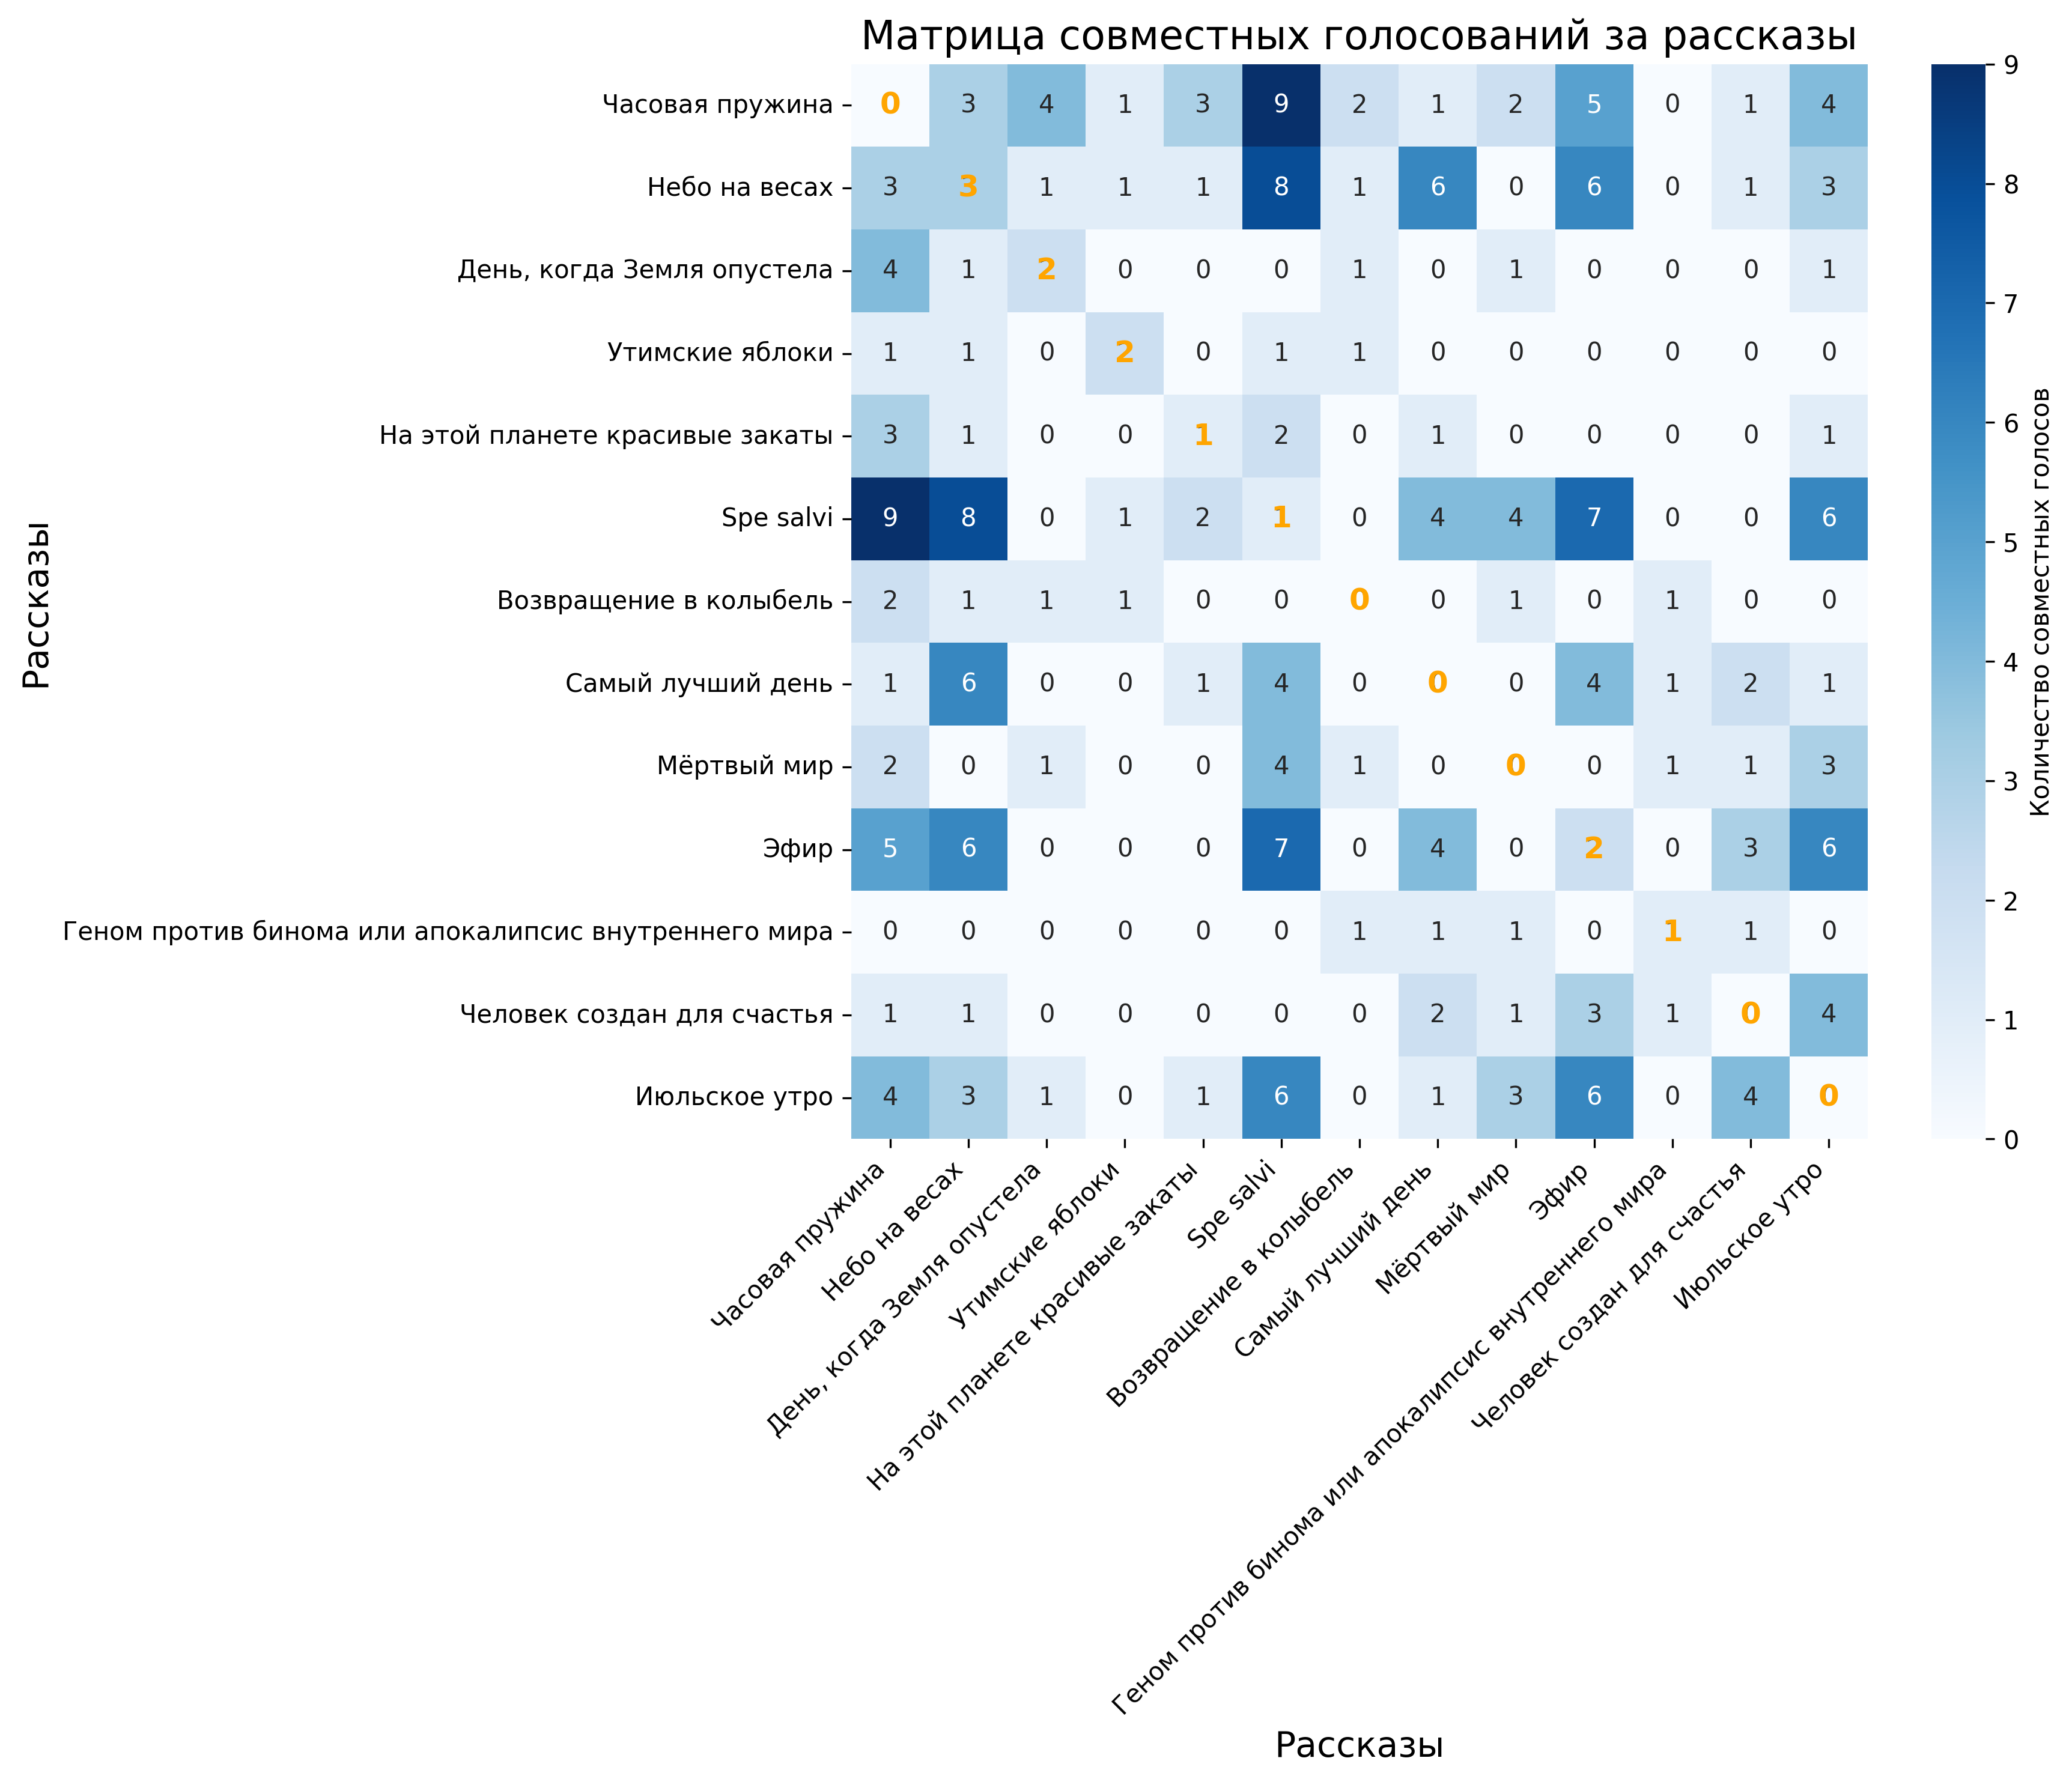 Матрица совместных голосований за рассказы
Часовая пружина 0 3 4 1 3 9 2 1 2 5 0 1 4
Небо на весах 3 3 1 1 1 8 1 6 0 6 0 1 3
День, когда Земля опустела 4 1 2 0 0 0 1 0 1 0 0 0 1
Утимские яблоки 1 1 0 2 0 1 1 0 0 0 0 0 0
На этой планете красивые закаты 3 1 0 0 1 2 0 1 0 0 0 0 1
Spe salvi 9 8 0 1 2 1 0 4 4 7 0 0 6
Возвращение в колыбель 2 1 1 1 0 0 0 0 1 0 1 0 0
Самый лучший день 1 6 0 0 1 4 0 0 0 4 1 2 1
Мёртвый мир 2 0 1 0 0 4 1 0 0 0 1 1 3
Эфир 5 6 0 0 0 7 0 4 0 2 0 3 6
Геном против бинома или апокалипсис внутреннего мира 0 0 0 0 0 0 1 1 1 0 1 1 0
Человек создан для счастья 1 1 0 0 0 0 0 2 1 3 1 0 4
Июльское утро 4 3 1 0 1 6 0 1 3 6 0 4 0
Рассказы
Часовая пружина
Небо на весах
День, когда Земля опустела
Утимские яблоки
На этой планете красивые закаты
Spe salvi
Возвращение в колыбель
Самый лучший день
Мёртвый мир
Эфир
Геном против бинома или апокалипсис внутреннего мира
Человек создан для счастья
Июльское утро
Рассказы
9
8
7
6
5
4
3
2
1
0
Количество совместных голосов